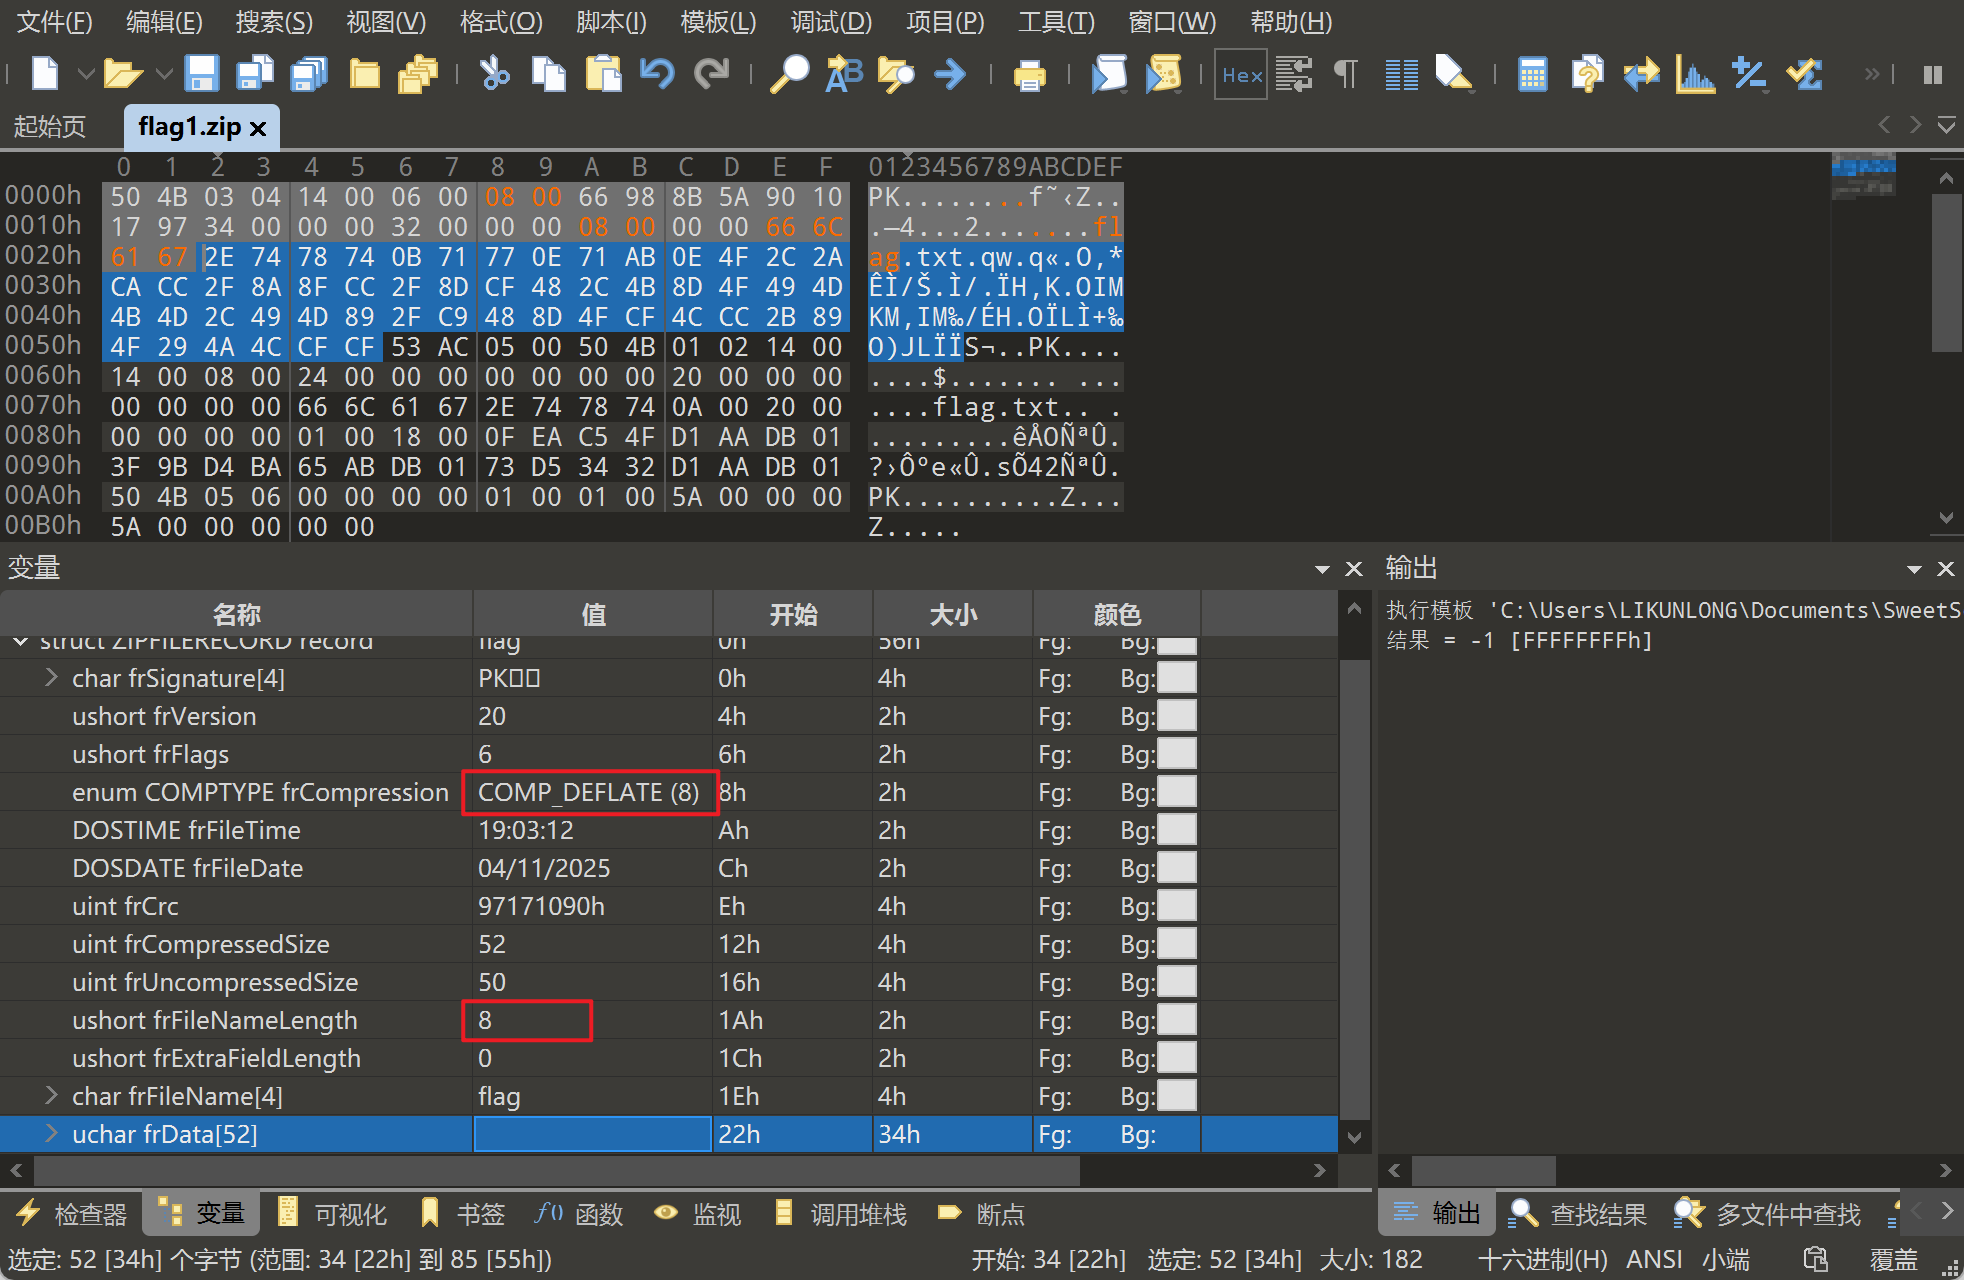 文件(F) 编辑(E) 搜索(S) 视图(V) 格式(O) 脚本(I) 模板(L) 调试(D) 项目(P) 工具(T) 窗口(W) 帮助(H)
Hex
起始页 flag1.zip
0 1 2 3 4 5 6 7 8 9 A B C D E F 0123456789ABCDEF
0000h 50 4B 03 04 14 00 06 00 08 00 66 98 8B 5A 90 10 PK........f˜‹Z..
0010h 17 97 34 00 00 00 32 00 00 00 08 00 00 00 66 6C .—4...2.......fl
0020h 61 67 2E 74 78 74 0B 71 77 0E 71 AB 0E 4F 2C 2A ag.txt.qw.q«.O,*
0030h CA CC 2F 8A 8F CC 2F 8D CF 48 2C 4B 8D 4F 49 4D ÊÌ/Š.Ì/.ÏH,K.OIM
0040h 4B 4D 2C 49 4D 89 2F C9 48 8D 4F CF 4C CC 2B 89 KM,IM‰/ÉH.OÏLÌ+‰
0050h 4F 29 4A 4C CF CF 53 AC 05 00 50 4B 01 02 14 00 O)JLÏÏS¬..PK....
0060h 14 00 08 00 24 00 00 00 00 00 00 00 20 00 00 00 ....$....... ...
0070h 00 00 00 00 66 6C 61 67 2E 74 78 74 0A 00 20 00 ....flag.txt.. .
0080h 00 00 00 00 01 00 18 00 0F EA C5 4F D1 AA DB 01 .........êÅOÑªÛ.
0090h 3F 9B D4 BA 65 AB DB 01 73 D5 34 32 D1 AA DB 01 ?›Ôºe«Û.sÕ42ÑªÛ.
00A0h 50 4B 05 06 00 00 00 00 01 00 01 00 5A 00 00 00 PK..........Z...
00B0h 5A 00 00 00 00 00 Z.....
变量
名称 值 开始 大小 颜色
struct ZIPFILERECORD record flag 0h 56h Fg: Bg:
char frSignature[4] PK 0h 4h Fg: Bg:
ushort frVersion 20 4h 2h Fg: Bg:
ushort frFlags 6 6h 2h Fg: Bg:
enum COMPTYPE frCompression COMP_DEFLATE (8) 8h 2h Fg: Bg:
DOSTIME frFileTime 19:03:12 Ah 2h Fg: Bg:
DOSDATE frFileDate 04/11/2025 Ch 2h Fg: Bg:
uint frCrc 97171090h Eh 4h Fg: Bg:
uint frCompressedSize 52 12h 4h Fg: Bg:
uint frUncompressedSize 50 16h 4h Fg: Bg:
ushort frFileNameLength 8 1Ah 2h Fg: Bg:
ushort frExtraFieldLength 0 1Ch 2h Fg: Bg:
char frFileName[4] flag 1Eh 4h Fg: Bg:
uchar frData[52] 22h 34h Fg: Bg:
输出
执行模板 'C:\Users\LIKUNLONG\Documents\SweetS
结果 = -1 [FFFFFFFFh]
检查器 变量 可视化 书签 函数 监视 调用堆栈 断点
输出 查找结果 多文件中查找
选定: 52 [34h] 个字节 (范围: 34 [22h] 到 85 [55h]) 开始: 34 [22h] 选定: 52 [34h] 大小: 182 十六进制(H) ANSI 小端 覆盖